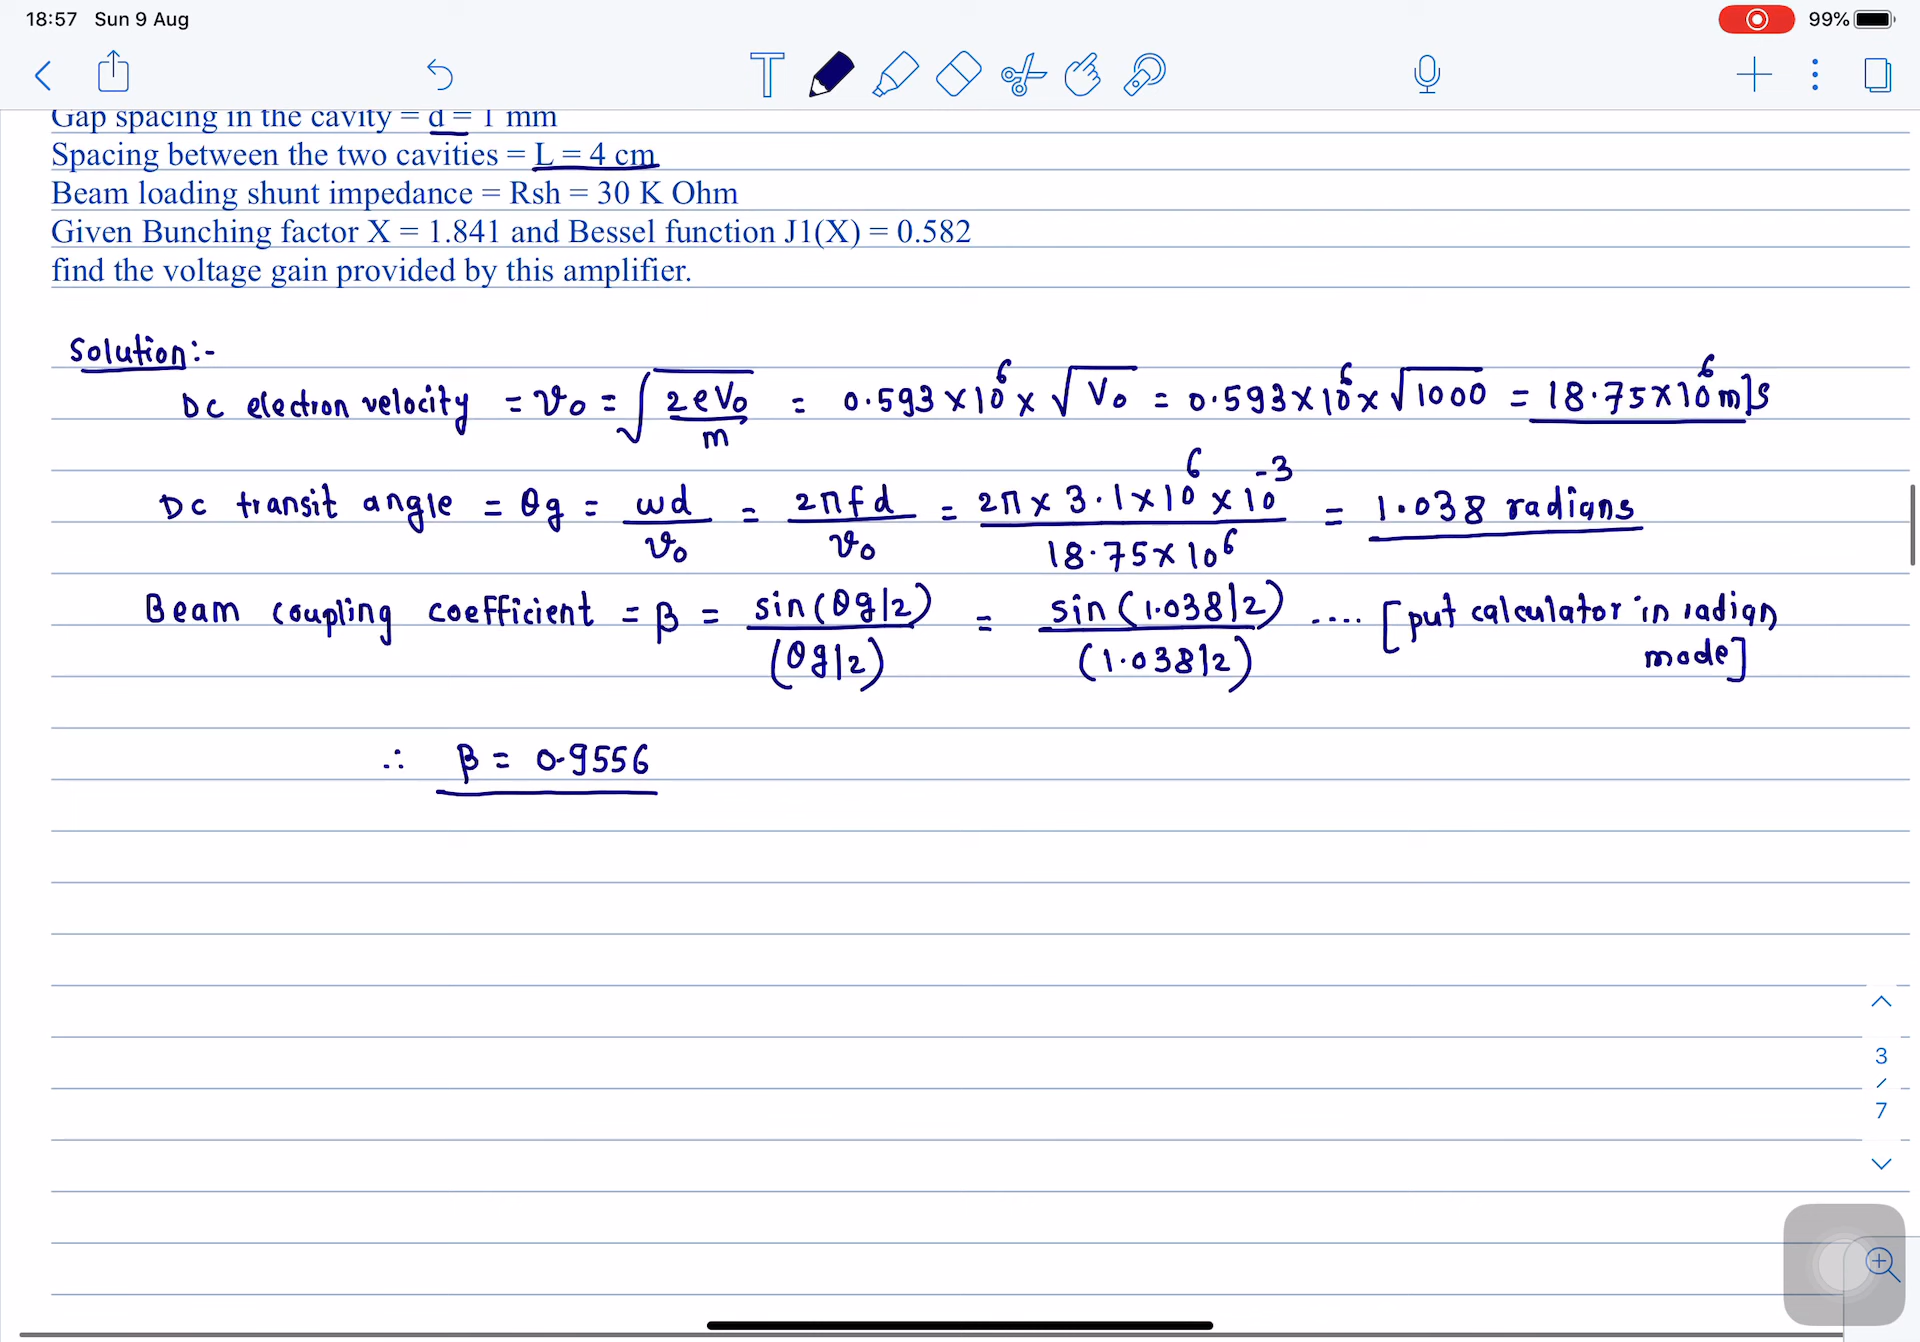 18:57 Sun 9 Aug 99%
Gap spacing in the cavity = d = 1 mm
Spacing between the two cavities = L = 4 cm
Beam loading shunt impedance = Rsh = 30 K Ohm
Given Bunching factor X = 1.841 and Bessel function J1(X) = 0.582
find the voltage gain provided by this amplifier.
Solution:-
DC electron velocity = v₀ = √(2eV₀/m) = 0.593×10⁶ × √V₀ = 0.593×10⁶ × √1000 = 18.75×10⁶ m/s
DC transit angle = θg = ωd/v₀ = 2πfd/v₀ = 2π × 3.1×10⁶ × 10⁻³ / 18.75×10⁶ = 1.038 radians
Beam coupling coefficient = β = sin(θg/2)/(θg/2) = sin(1.038/2)/(1.038/2) .... [put calculator in radian
mode]
∴ β = 0.9556
3
/
7